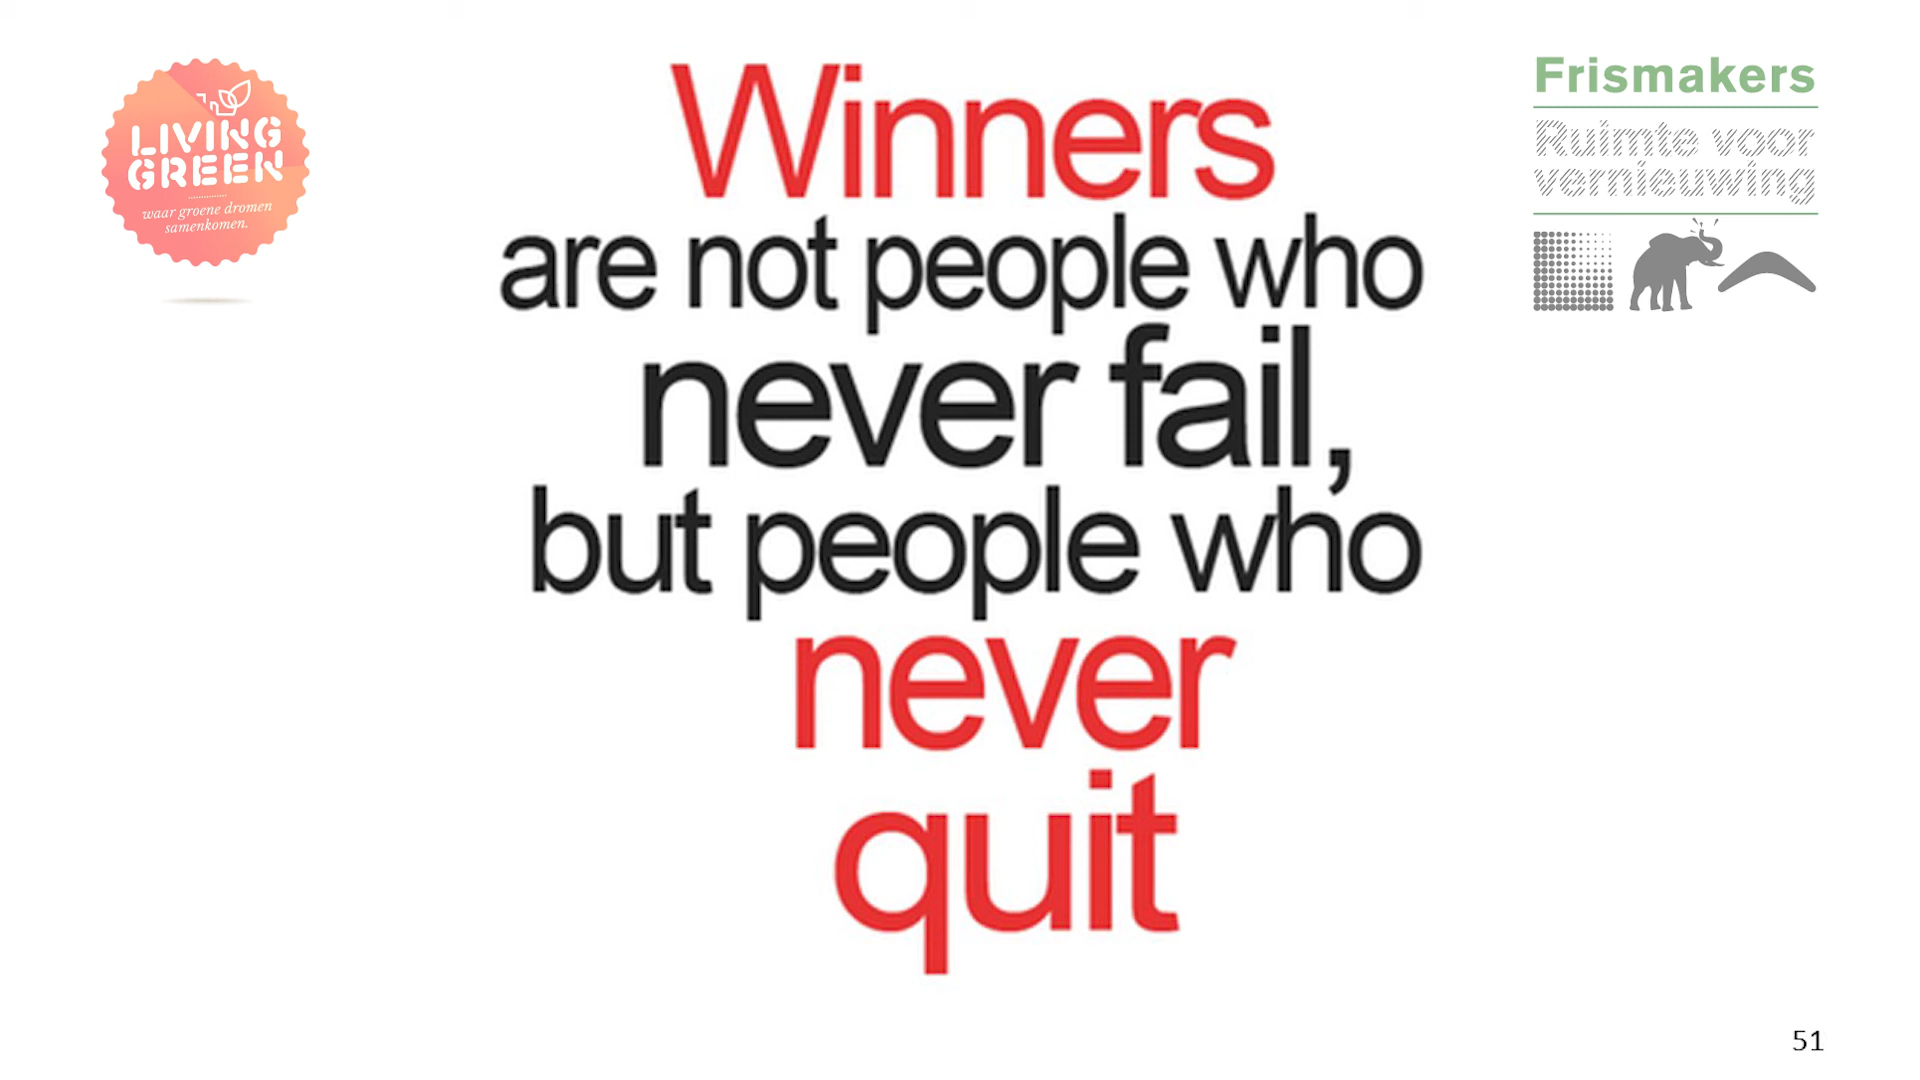 LIVING
GREEN
waar groene dromen
samenkomen.
Winners
are not people who
never fail,
but people who
never
quit
Frismakers
Ruimte voor
vernieuwing
51